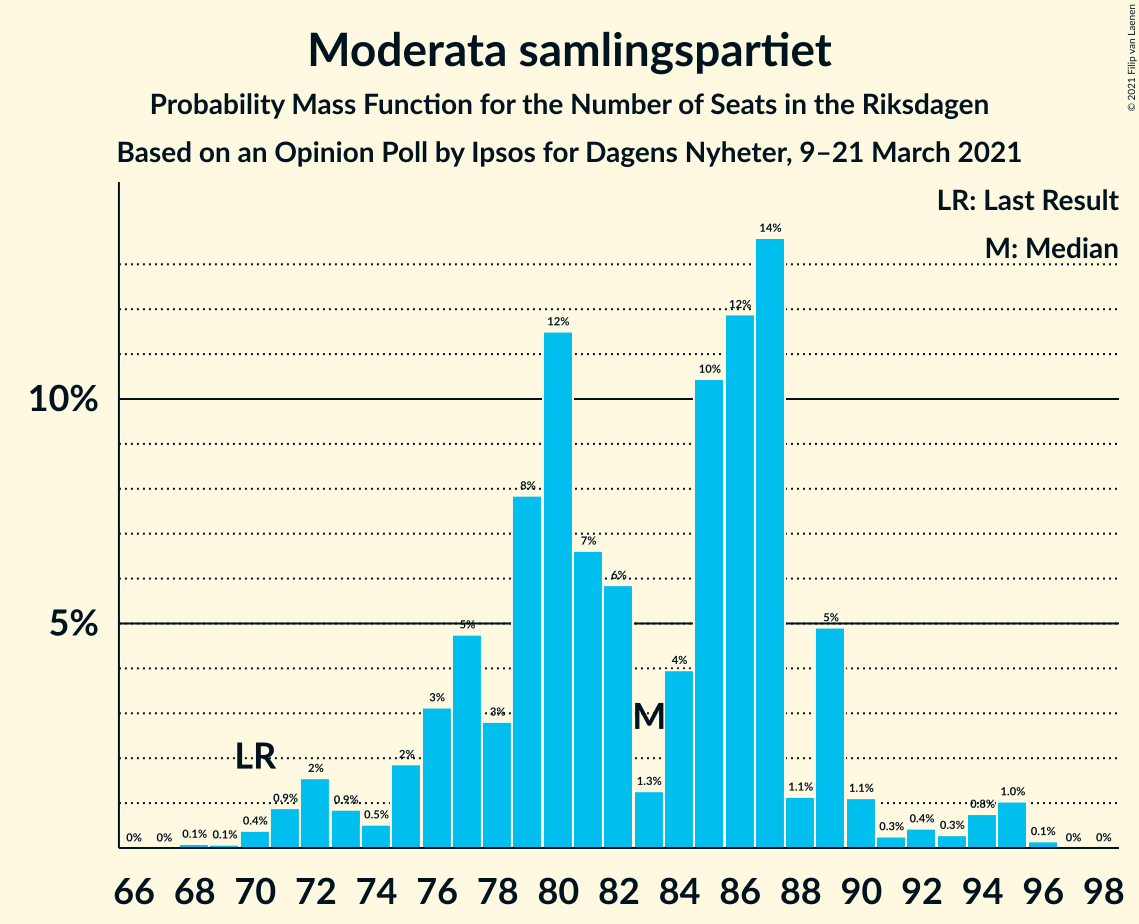 © 2021 Filip van Laenen
Moderata samlingspartiet
Probability Mass Function for the Number of Seats in the Riksdagen
Based on an Opinion Poll by Ipsos for Dagens Nyheter, 9–21 March 2021
LR: Last Result
M: Median
10%
5%
0% 0% 0.1% 0.1% 0.4% 0.9% 2% 0.9% 0.5% 2% 3% 5% 3% 8% 12% 7% 6% 1.3% 4% 10% 12% 14% 1.1% 5% 1.1% 0.3% 0.4% 0.3% 0.8% 1.0% 0.1% 0% 0%
LR
M
66 68 70 72 74 76 78 80 82 84 86 88 90 92 94 96 98